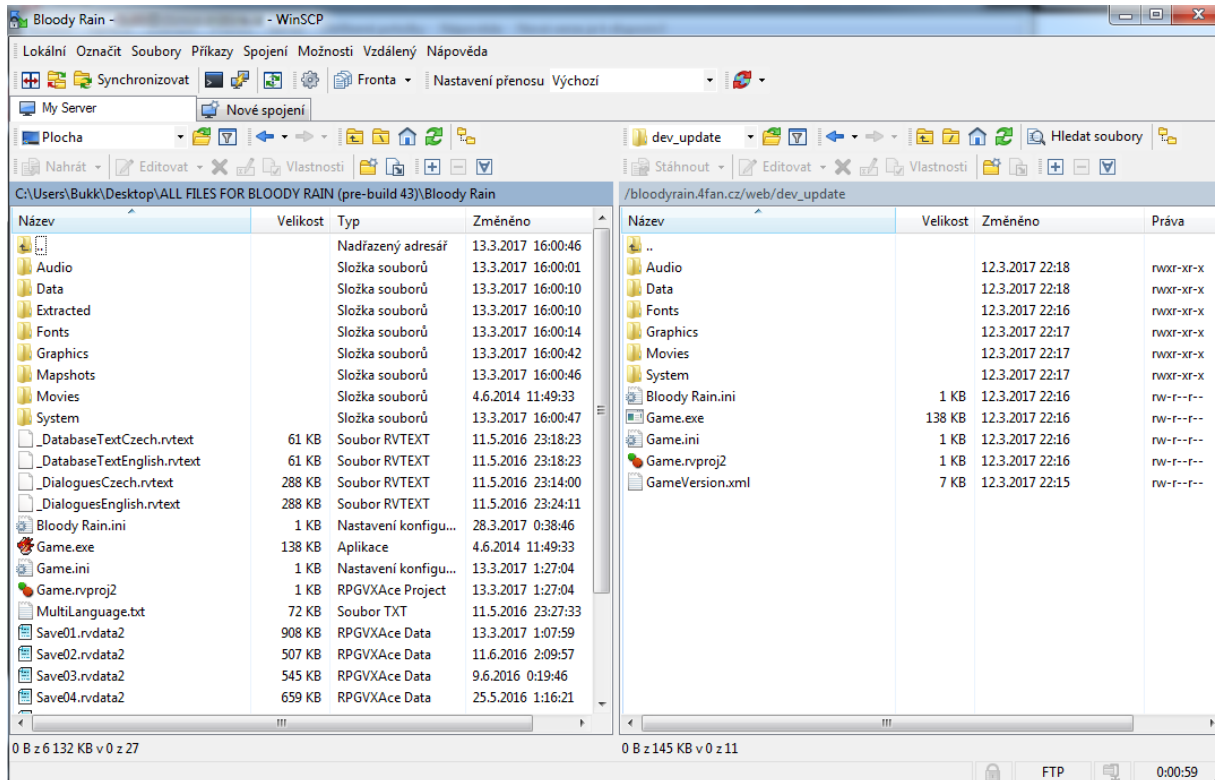 Bloody Rain - - WinSCP
Lokální Označit Soubory Příkazy Spojení Možnosti Vzdálený Nápověda
Synchronizovat Fronta Nastavení přenosu Výchozí
My Server Nové spojení
Plocha dev_update Hledat soubory
Nahrát Editovat Vlastnosti Stáhnout Editovat Vlastnosti
C:\Users\Bukk\Desktop\ALL FILES FOR BLOODY RAIN (pre-build 43)\Bloody Rain /bloodyrain.4fan.cz/web/dev_update
Název Velikost Typ Změněno Název Velikost Změněno Práva
.. Nadřazený adresář 13.3.2017 16:00:46 ..
Audio Složka souborů 13.3.2017 16:00:01 Audio 12.3.2017 22:18 rwxr-xr-x
Data Složka souborů 13.3.2017 16:00:10 Data 12.3.2017 22:18 rwxr-xr-x
Extracted Složka souborů 13.3.2017 16:00:10 Fonts 12.3.2017 22:16 rwxr-xr-x
Fonts Složka souborů 13.3.2017 16:00:14 Graphics 12.3.2017 22:17 rwxr-xr-x
Graphics Složka souborů 13.3.2017 16:00:42 Movies 12.3.2017 22:17 rwxr-xr-x
Mapshots Složka souborů 13.3.2017 16:00:46 System 12.3.2017 22:17 rwxr-xr-x
Movies Složka souborů 4.6.2014 11:49:33 Bloody Rain.ini 1 KB 12.3.2017 22:16 rw-r--r--
System Složka souborů 13.3.2017 16:00:47 Game.exe 138 KB 12.3.2017 22:16 rw-r--r--
_DatabaseTextCzech.rvtext 61 KB Soubor RVTEXT 11.5.2016 23:18:23 Game.ini 1 KB 12.3.2017 22:16 rw-r--r--
_DatabaseTextEnglish.rvtext 61 KB Soubor RVTEXT 11.5.2016 23:18:23 Game.rvproj2 1 KB 12.3.2017 22:16 rw-r--r--
_DialoguesCzech.rvtext 288 KB Soubor RVTEXT 11.5.2016 23:14:00 GameVersion.xml 7 KB 12.3.2017 22:15 rw-r--r--
_DialoguesEnglish.rvtext 288 KB Soubor RVTEXT 11.5.2016 23:24:11
Bloody Rain.ini 1 KB Nastavení konfigu... 28.3.2017 0:38:46
Game.exe 138 KB Aplikace 4.6.2014 11:49:33
Game.ini 1 KB Nastavení konfigu... 13.3.2017 1:27:04
Game.rvproj2 1 KB RPGVXAce Project 13.3.2017 1:27:04
MultiLanguage.txt 72 KB Soubor TXT 11.5.2016 23:27:33
Save01.rvdata2 908 KB RPGVXAce Data 13.3.2017 1:07:59
Save02.rvdata2 507 KB RPGVXAce Data 11.6.2016 2:09:57
Save03.rvdata2 545 KB RPGVXAce Data 9.6.2016 0:19:46
Save04.rvdata2 659 KB RPGVXAce Data 25.5.2016 1:16:21
0 B z 6 132 KB v 0 z 27 0 B z 145 KB v 0 z 11
FTP 0:00:59